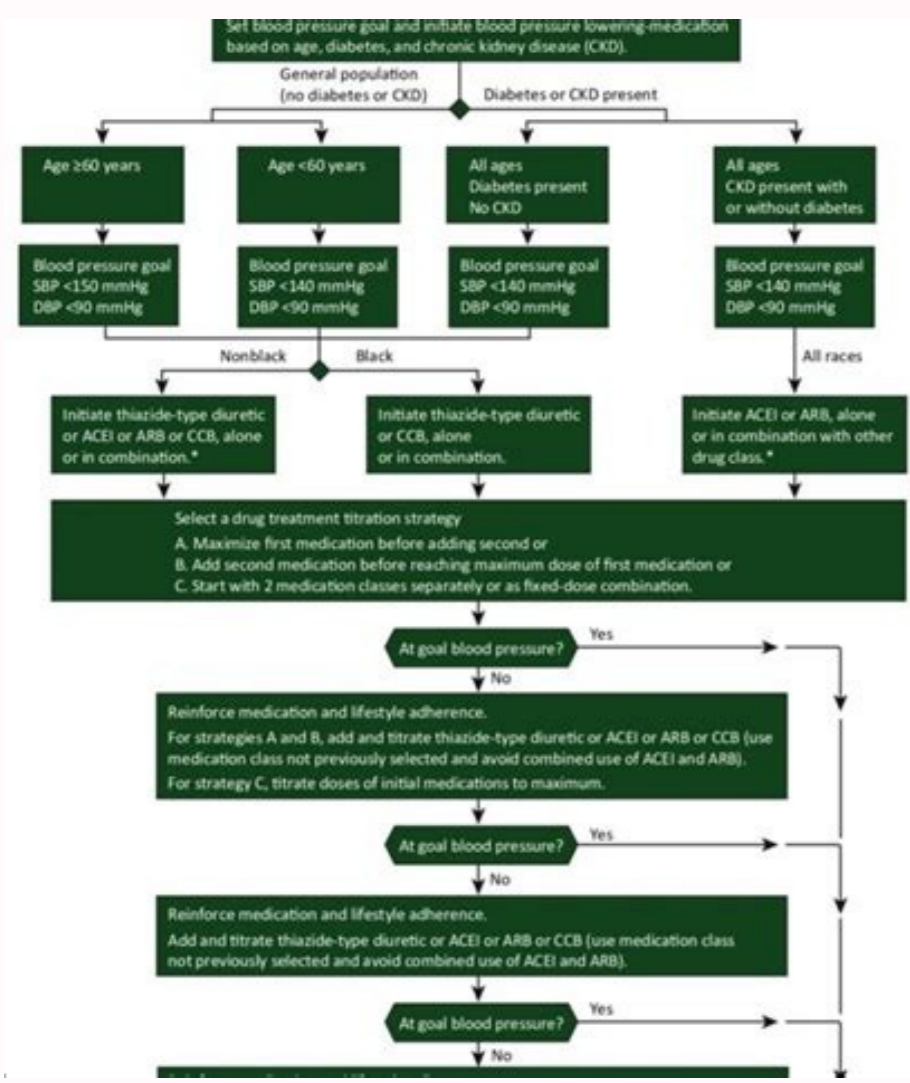 Set blood pressure goal and initiate blood pressure lowering-medication
based on age, diabetes, and chronic kidney disease (CKD).
General population
(no diabetes or CKD)
Diabetes or CKD present
Age ≥60 years
Age <60 years
All ages
Diabetes present
No CKD
All ages
CKD present with
or without diabetes
Blood pressure goal
SBP <150 mmHg
DBP <90 mmHg
Blood pressure goal
SBP <140 mmHg
DBP <90 mmHg
Blood pressure goal
SBP <140 mmHg
DBP <90 mmHg
Blood pressure goal
SBP <140 mmHg
DBP <90 mmHg
Nonblack
Black
All races
Initiate thiazide-type diuretic
or ACEI or ARB or CCB, alone
or in combination.*
Initiate thiazide-type diuretic
or CCB, alone
or in combination.
Initiate ACEI or ARB, alone
or in combination with other
drug class.*
Select a drug treatment titration strategy
A. Maximize first medication before adding second or
B. Add second medication before reaching maximum dose of first medication or
C. Start with 2 medication classes separately or as fixed-dose combination.
At goal blood pressure?
Yes
No
Reinforce medication and lifestyle adherence.
For strategies A and B, add and titrate thiazide-type diuretic or ACEI or ARB or CCB (use
medication class not previously selected and avoid combined use of ACEI and ARB).
For strategy C, titrate doses of initial medications to maximum.
At goal blood pressure?
Yes
No
Reinforce medication and lifestyle adherence.
Add and titrate thiazide-type diuretic or ACEI or ARB or CCB (use medication class
not previously selected and avoid combined use of ACEI and ARB).
At goal blood pressure?
Yes
No